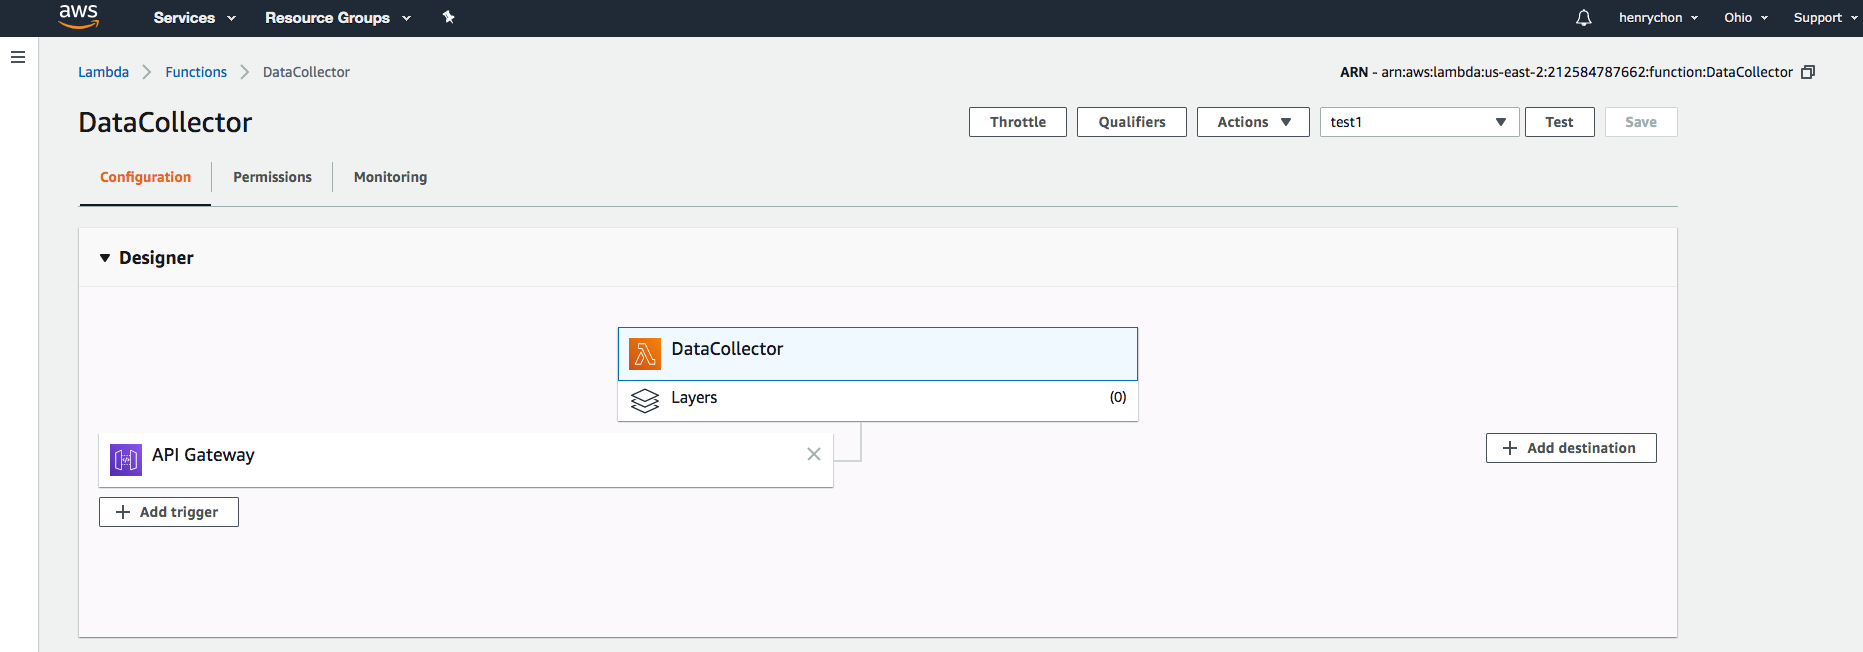 aws Services Resource Groups henrychon Ohio Support
Lambda Functions DataCollector ARN - arn:aws:lambda:us-east-2:212584787662:function:DataCollector
DataCollector Throttle Qualifiers Actions test1 Test Save
Configuration Permissions Monitoring
Designer
DataCollector
Layers (0)
API Gateway
Add destination
Add trigger